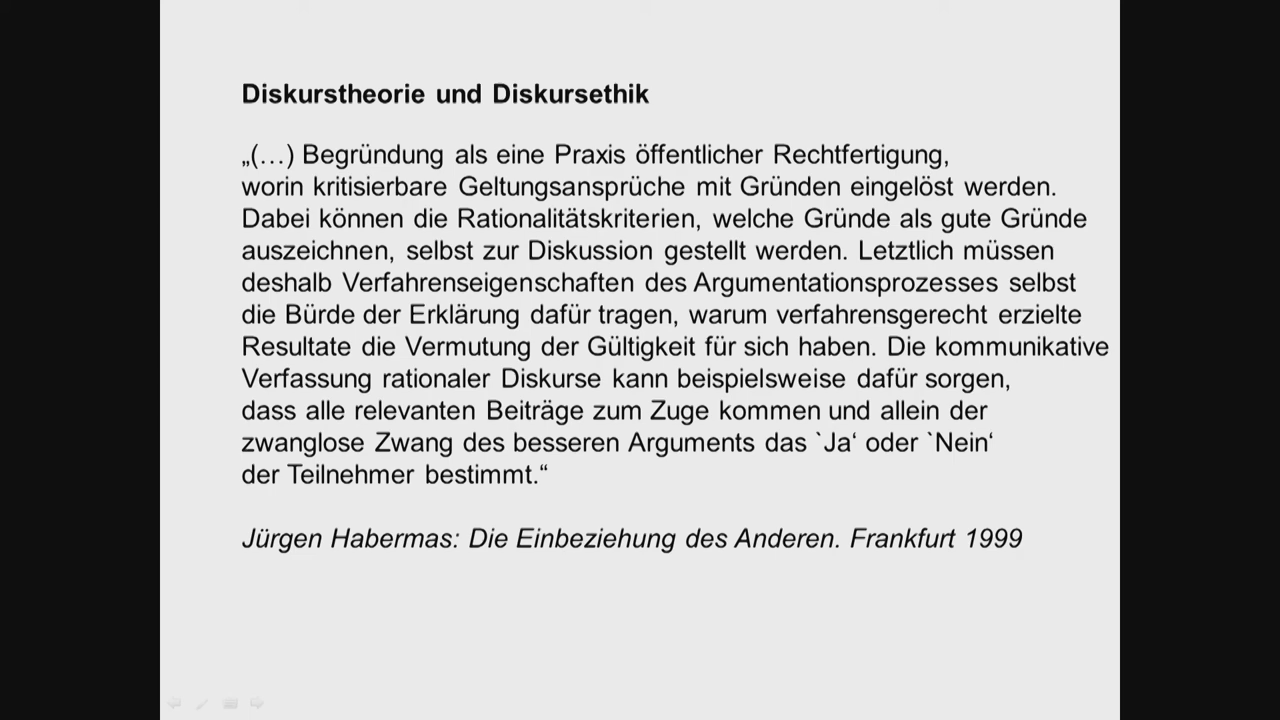 Diskurstheorie und Diskursethik
„(…) Begründung als eine Praxis öffentlicher Rechtfertigung,
worin kritisierbare Geltungsansprüche mit Gründen eingelöst werden.
Dabei können die Rationalitätskriterien, welche Gründe als gute Gründe
auszeichnen, selbst zur Diskussion gestellt werden. Letztlich müssen
deshalb Verfahrenseigenschaften des Argumentationsprozesses selbst
die Bürde der Erklärung dafür tragen, warum verfahrensgerecht erzielte
Resultate die Vermutung der Gültigkeit für sich haben. Die kommunikative
Verfassung rationaler Diskurse kann beispielsweise dafür sorgen,
dass alle relevanten Beiträge zum Zuge kommen und allein der
zwanglose Zwang des besseren Arguments das `Ja‘ oder `Nein‘
der Teilnehmer bestimmt.“
Jürgen Habermas: Die Einbeziehung des Anderen. Frankfurt 1999